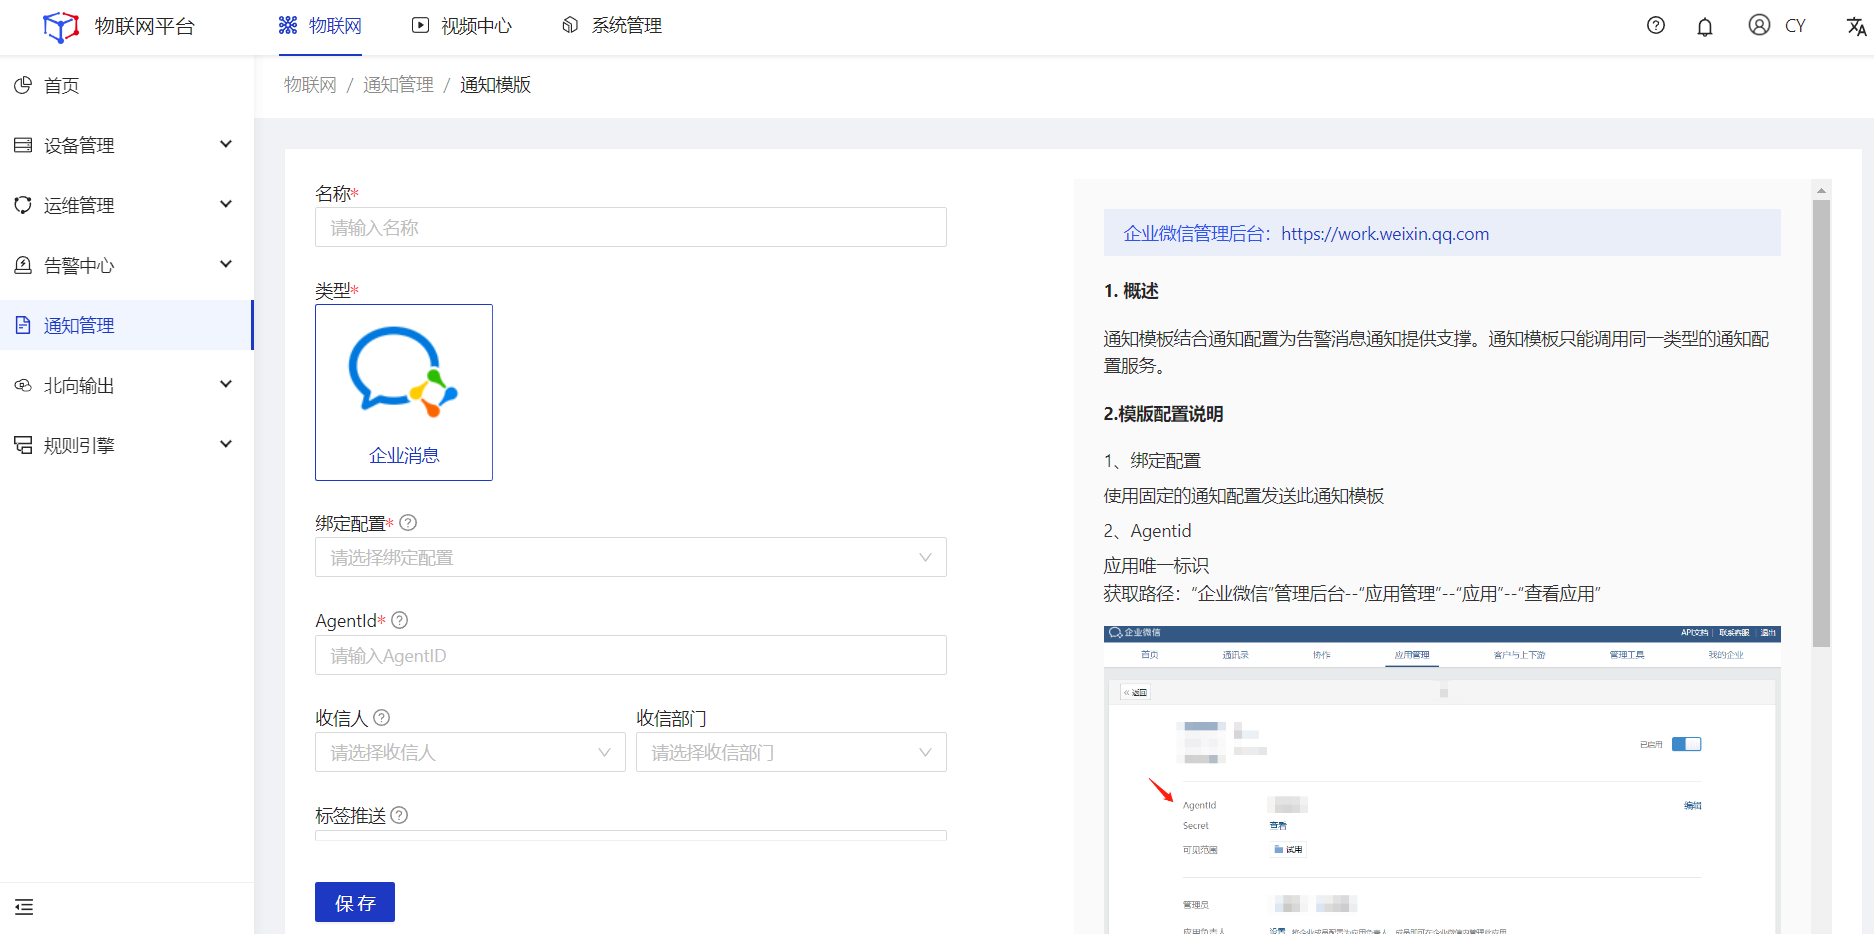 物联网平台
物联网
视频中心
系统管理
CY
首页
设备管理
运维管理
告警中心
通知管理
北向输出
规则引擎
物联网 / 通知管理 / 通知模版
名称*
请输入名称
类型*
企业消息
绑定配置*
请选择绑定配置
AgentId*
请输入AgentID
收信人
收信部门
请选择收信人
请选择收信部门
标签推送
保存
企业微信管理后台：https://work.weixin.qq.com
1. 概述
通知模板结合通知配置为告警消息通知提供支撑。通知模板只能调用同一类型的通知配
置服务。
2.模版配置说明
1、绑定配置
使用固定的通知配置发送此通知模板
2、Agentid
应用唯一标识
获取路径：“企业微信”管理后台--“应用管理”--“应用”--“查看应用”
企业微信
API文档 | 联系客服 | 退出
首页
通讯录
协作
应用管理
客户与上下游
管理工具
我的企业
« 返回
已启用
AgentId
编辑
Secret
查看
可见范围
试用
管理员